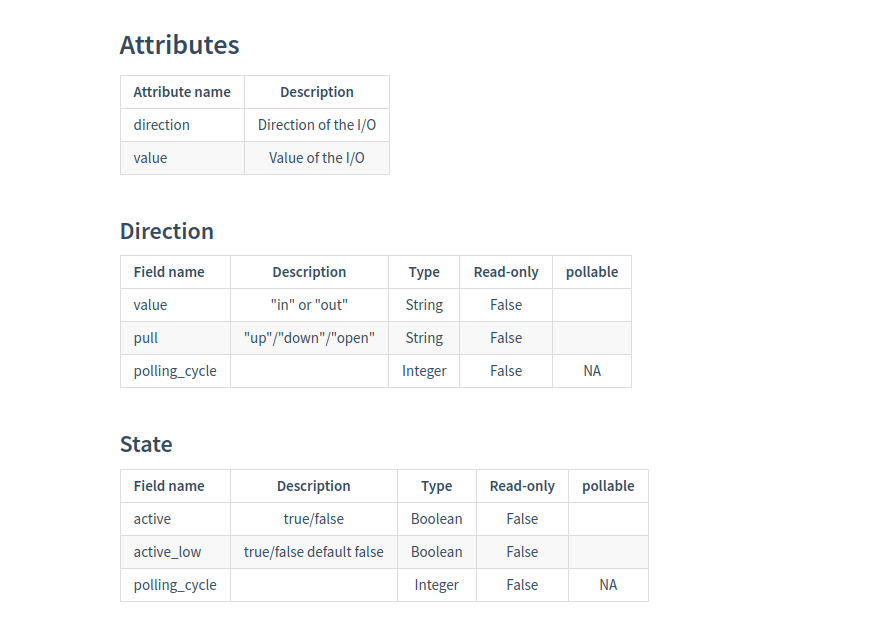 Attributes
Attribute name Description
direction Direction of the I/O
value Value of the I/O
Direction
Field name Description Type Read-only pollable
value "in" or "out" String False
pull "up"/"down"/"open" String False
polling_cycle Integer False NA
State
Field name Description Type Read-only pollable
active true/false Boolean False
active_low true/false default false Boolean False
polling_cycle Integer False NA